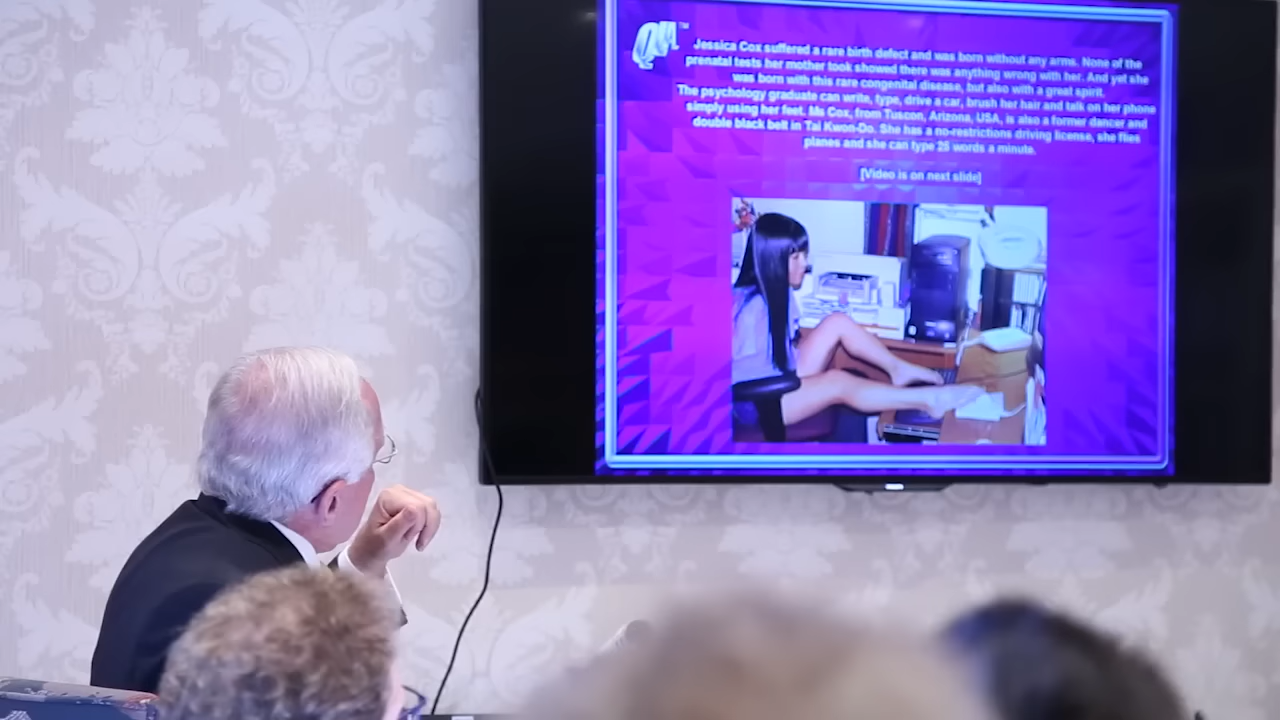 QM™
Jessica Cox suffered a rare birth defect and was born without any arms. None of the
prenatal tests her mother took showed there was anything wrong with her. And yet she
was born with this rare congenital disease, but also with a great spirit.
The psychology graduate can write, type, drive a car, brush her hair and talk on her phone
simply using her feet. Ms Cox, from Tuscon, Arizona, USA, is also a former dancer and
double black belt in Tai Kwon-Do. She has a no-restrictions driving license, she flies
planes and she can type 25 words a minute.
[Video is on next slide]